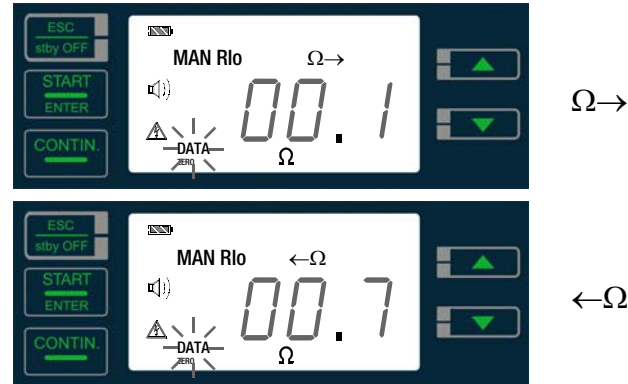 ESC
stby OFF
START
ENTER
CONTIN.
MAN Rlo Ω→
00.1
DATA
ZERO
Ω
Ω→
ESC
stby OFF
START
ENTER
CONTIN.
MAN Rlo ←Ω
00.7
DATA
ZERO
Ω
←Ω